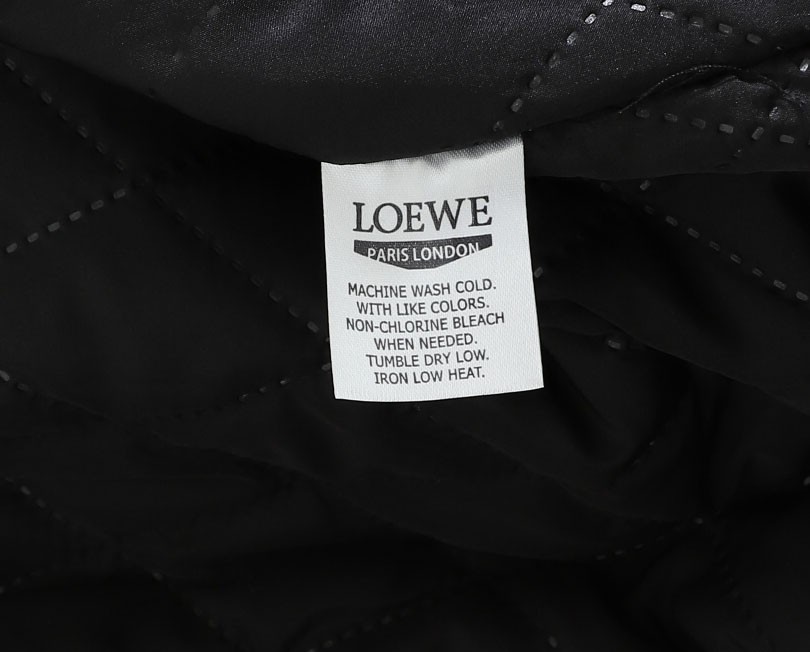 LOEWE
PARIS LONDON
MACHINE WASH COLD.
WITH LIKE COLORS.
NON-CHLORINE BLEACH
WHEN NEEDED.
TUMBLE DRY LOW.
IRON LOW HEAT.